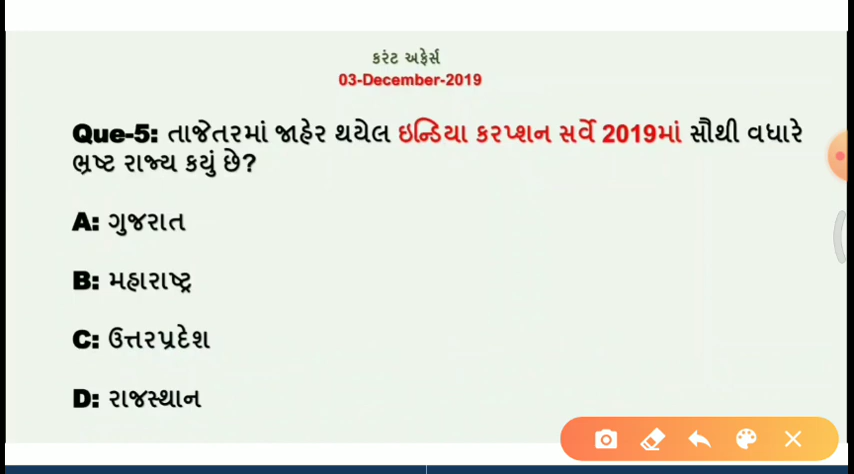 કરંટ અફેર્સ
03-December-2019
Que-5: તાજેતરમાં જાહેર થયેલ ઇન્ડિયા કરપ્શન સર્વે 2019માં સૌથી વધારે
ભ્રષ્ટ રાજ્ય કયું છે?
A: ગુજરાત
B: મહારાષ્ટ્ર
C: ઉત્તરપ્રદેશ
D: રાજસ્થાન